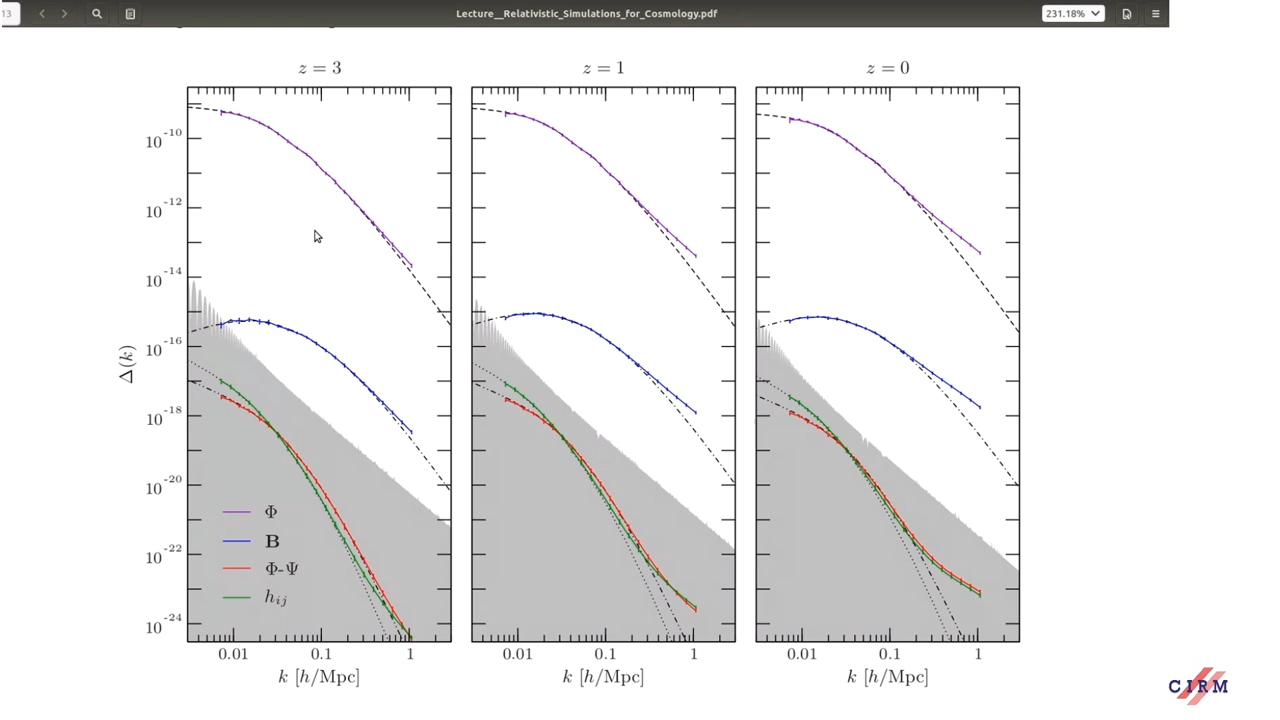 13
Lecture__Relativistic_Simulations_for_Cosmology.pdf
231.18%
z = 3
z = 1
z = 0
10⁻¹⁰
10⁻¹²
10⁻¹⁴
10⁻¹⁶
10⁻¹⁸
10⁻²⁰
10⁻²²
10⁻²⁴
Δ(k)
Φ
B
Φ-Ψ
hᵢⱼ
0.01 0.1 1
0.01 0.1 1
0.01 0.1 1
k [h/Mpc]
k [h/Mpc]
k [h/Mpc]
CIRM